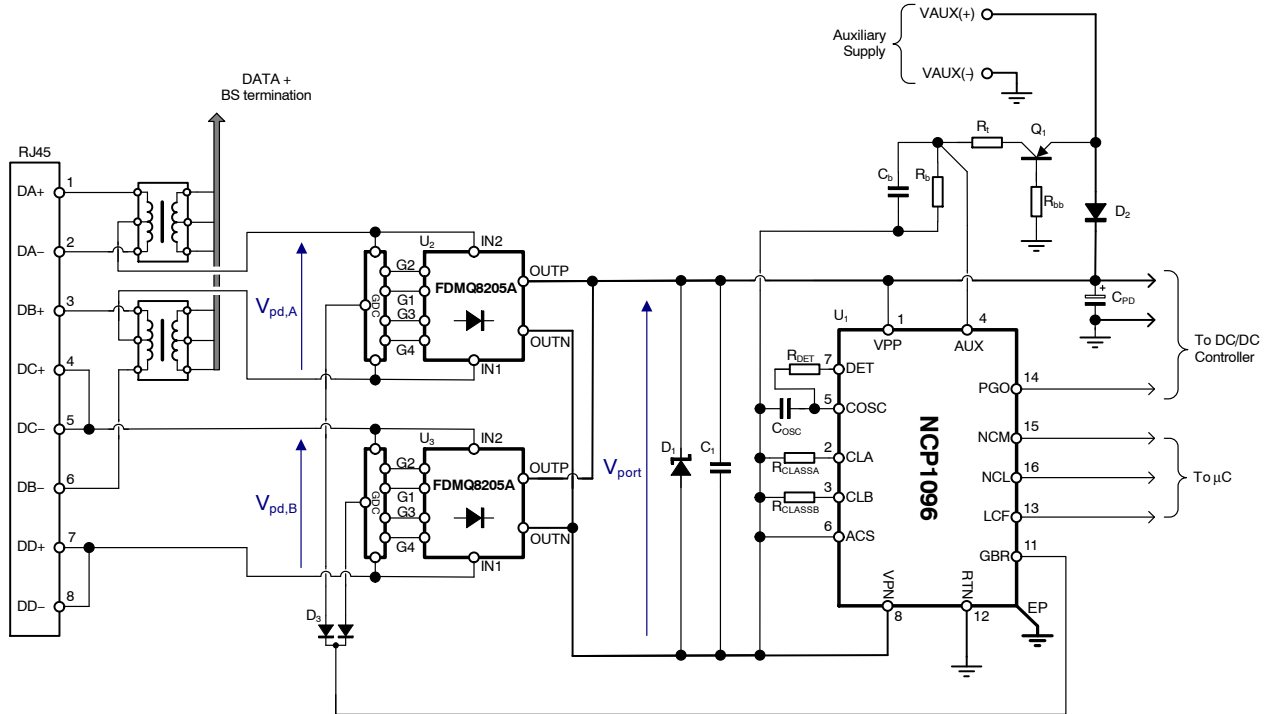 VAUX(+)
Auxiliary
Supply
VAUX(-)
DATA +
BS termination
RJ45
Rt
Q1
Cb
Rb
Rbb
D2
DA+ 1
DA− 2
DB+ 3
DC+ 4
DC− 5
DB− 6
DD+ 7
DD− 8
Vpd,A
GDC
G2
G1
G3
G4
U2
IN2
FDMQ8205A
OUTP
OUTN
IN1
Vpd,B
GDC
G2
G1
G3
G4
U3
IN2
FDMQ8205A
OUTP
OUTN
IN1
D3
Vport
D1
C1
+
CPD
To DC/DC
Controller
U1
1
VPP
4
AUX
RDET
7 DET
5 COSC
COSC
2 CLA
RCLASSA
3 CLB
RCLASSB
6 ACS
NCP1096
PGO 14
NCM 15
NCL 16
LCF 13
GBR 11
To µC
VPN
8
RTN
12
EP